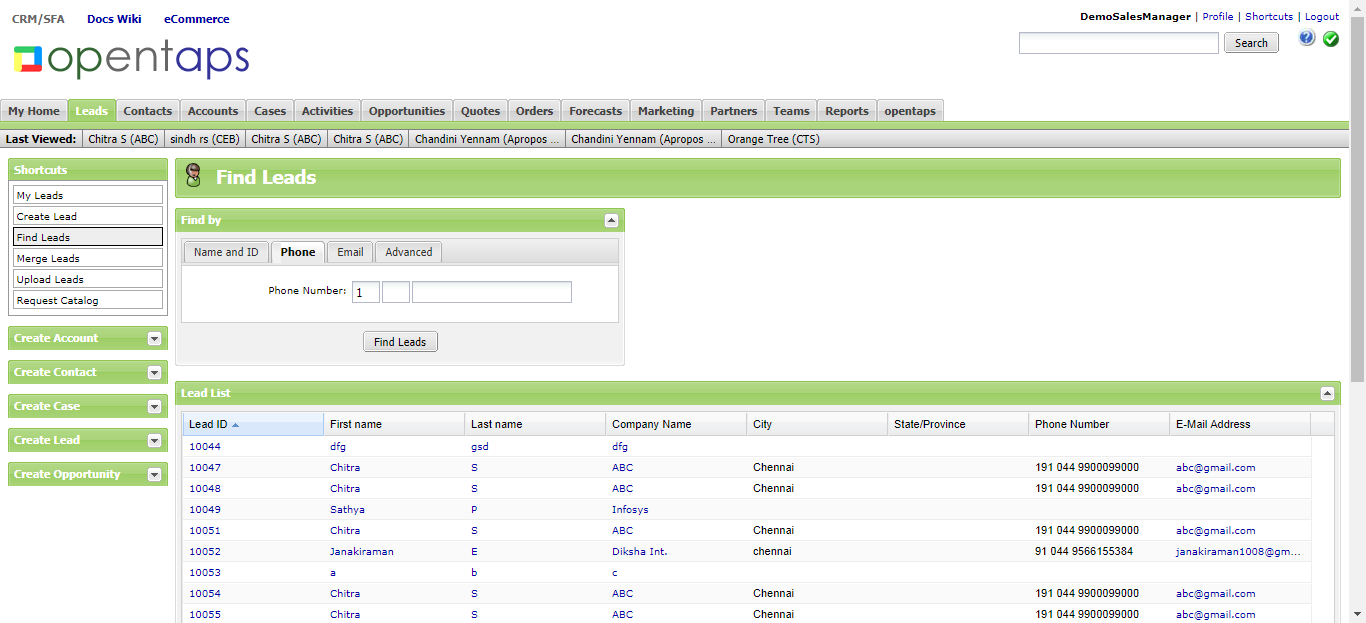 CRM/SFA Docs Wiki eCommerce
DemoSalesManager | Profile | Shortcuts | Logout
opentaps
Search
My Home Leads Contacts Accounts Cases Activities Opportunities Quotes Orders Forecasts Marketing Partners Teams Reports opentaps
Last Viewed: Chitra S (ABC) sindh rs (CEB) Chitra S (ABC) Chitra S (ABC) Chandini Yennam (Apropos ... Chandini Yennam (Apropos ... Orange Tree (CTS)
Shortcuts
My Leads
Create Lead
Find Leads
Merge Leads
Upload Leads
Request Catalog
Create Account
Create Contact
Create Case
Create Lead
Create Opportunity
Find Leads
Find by
Name and ID Phone Email Advanced
Phone Number: 1
Find Leads
Lead List
Lead ID First name Last name Company Name City State/Province Phone Number E-Mail Address
10044 dfg gsd dfg
10047 Chitra S ABC Chennai 191 044 9900099000 abc@gmail.com
10048 Chitra S ABC Chennai 191 044 9900099000 abc@gmail.com
10049 Sathya P Infosys
10051 Chitra S ABC Chennai 191 044 9900099000 abc@gmail.com
10052 Janakiraman E Diksha Int. chennai 91 044 9566155384 janakiraman1008@gm...
10053 a b c
10054 Chitra S ABC Chennai 191 044 9900099000 abc@gmail.com
10055 Chitra S ABC Chennai 191 044 9900099000 abc@gmail.com